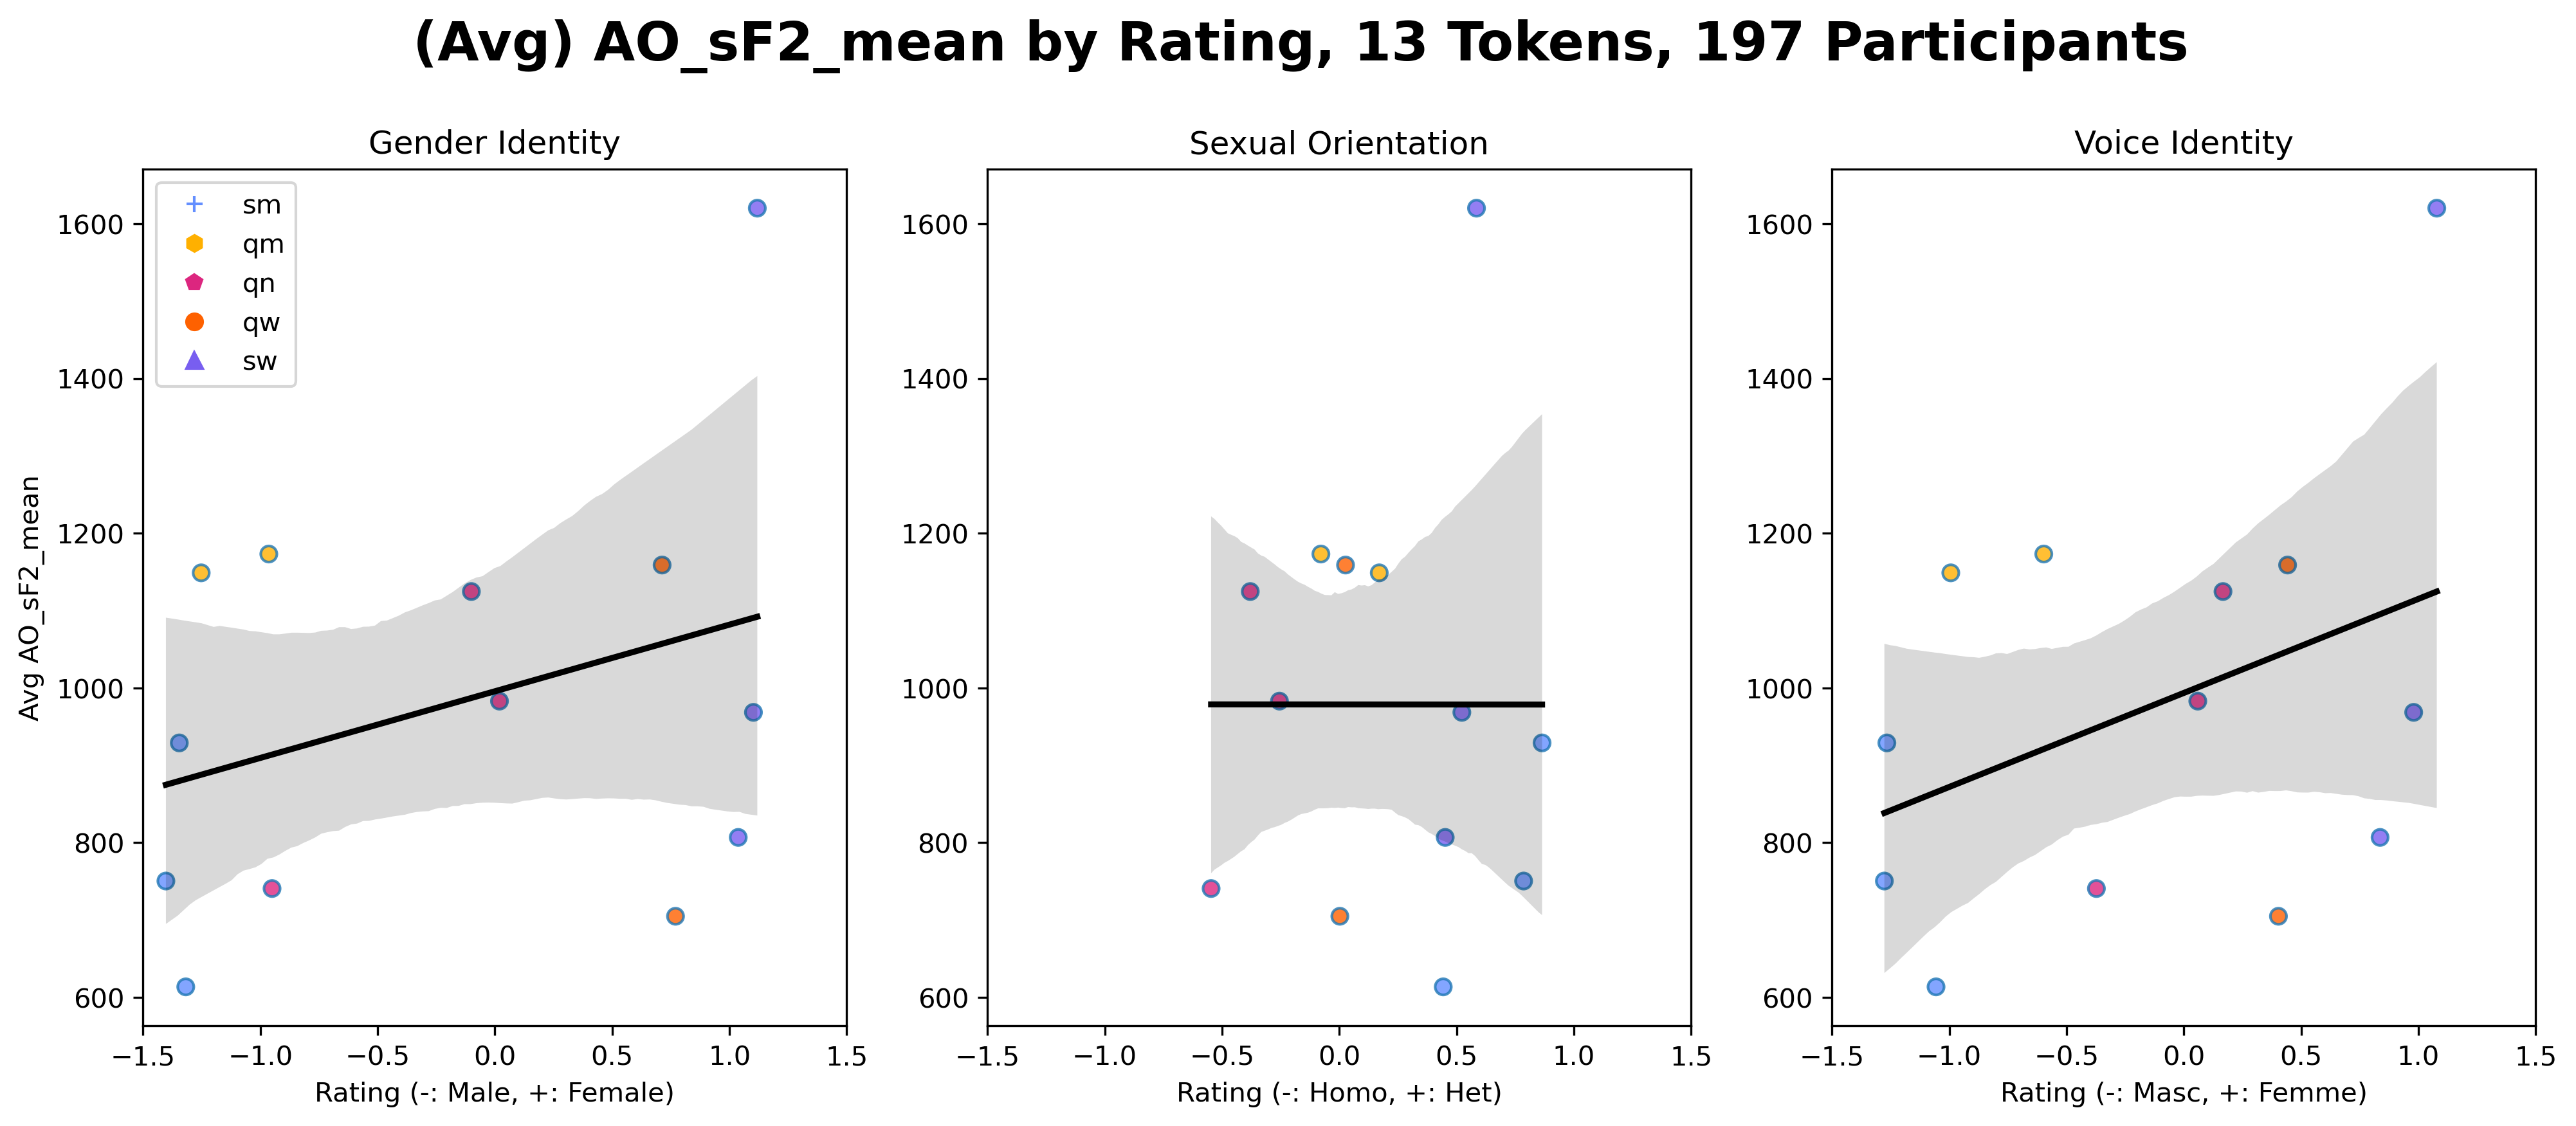 (Avg) AO_sF2_mean by Rating, 13 Tokens, 197 Participants
Gender Identity
sm
qm
qn
qw
sw
Avg AO_sF2_mean
1600
1400
1200
1000
800
600
−1.5 −1.0 −0.5 0.0 0.5 1.0 1.5
Rating (-: Male, +: Female)
Sexual Orientation
1600
1400
1200
1000
800
600
−1.5 −1.0 −0.5 0.0 0.5 1.0 1.5
Rating (-: Homo, +: Het)
Voice Identity
1600
1400
1200
1000
800
600
−1.5 −1.0 −0.5 0.0 0.5 1.0 1.5
Rating (-: Masc, +: Femme)